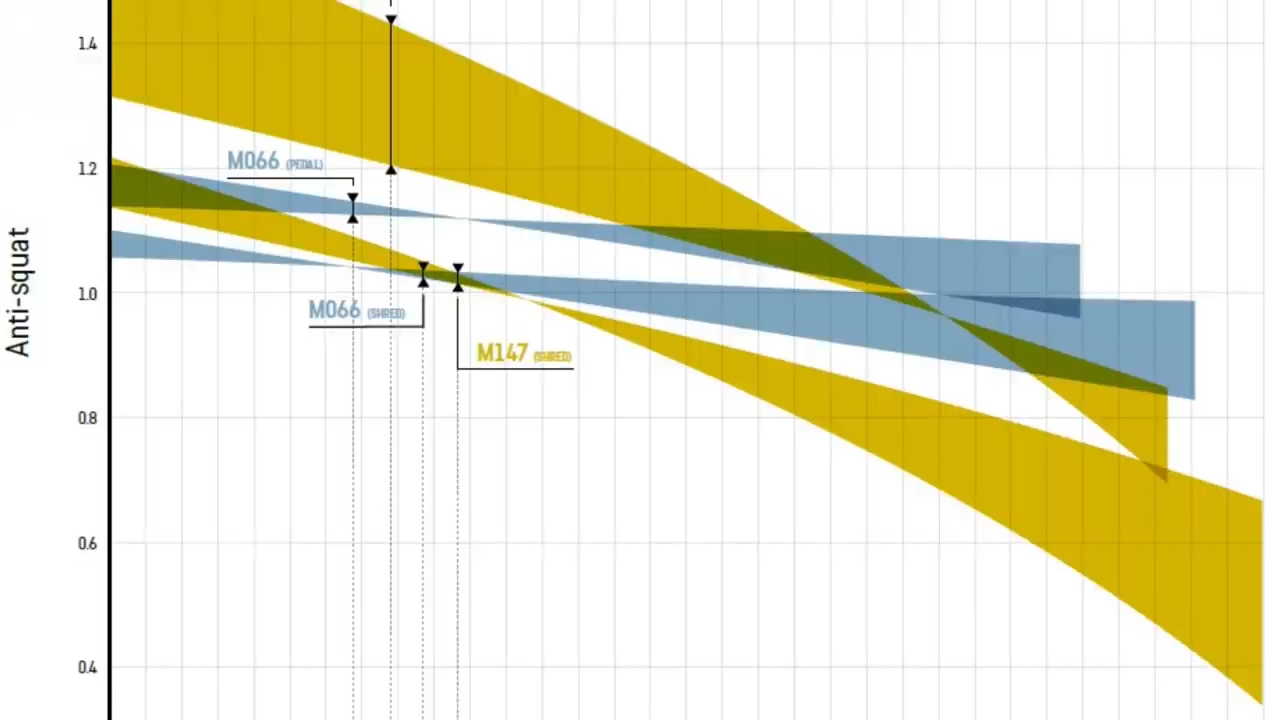 Anti-squat
1.4
1.2
1.0
0.8
0.6
0.4
M066 (PEDAL)
M066 (SHRED)
M147 (SHRED)